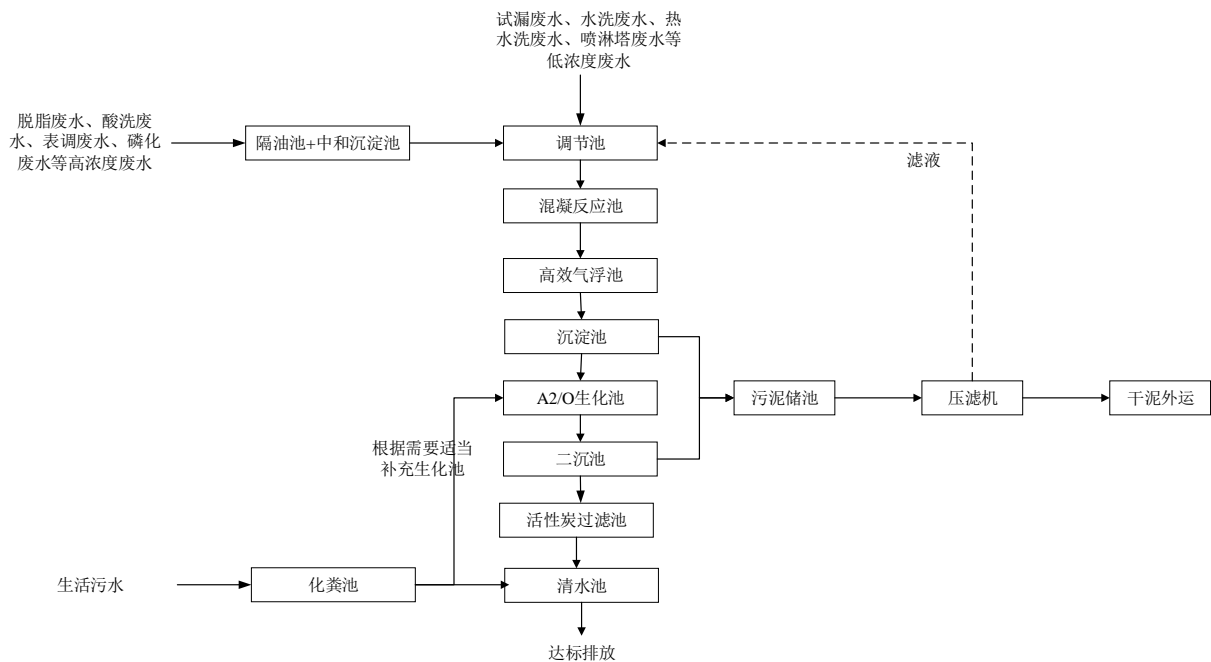 试漏废水、水洗废水、热
水洗废水、喷淋塔废水等
低浓度废水
脱脂废水、酸洗废
水、表调废水、磷化
废水等高浓度废水
隔油池+中和沉淀池
调节池
滤液
混凝反应池
高效气浮池
沉淀池
A2/O生化池
污泥储池
压滤机
干泥外运
根据需要适当
补充生化池
二沉池
活性炭过滤池
生活污水
化粪池
清水池
达标排放